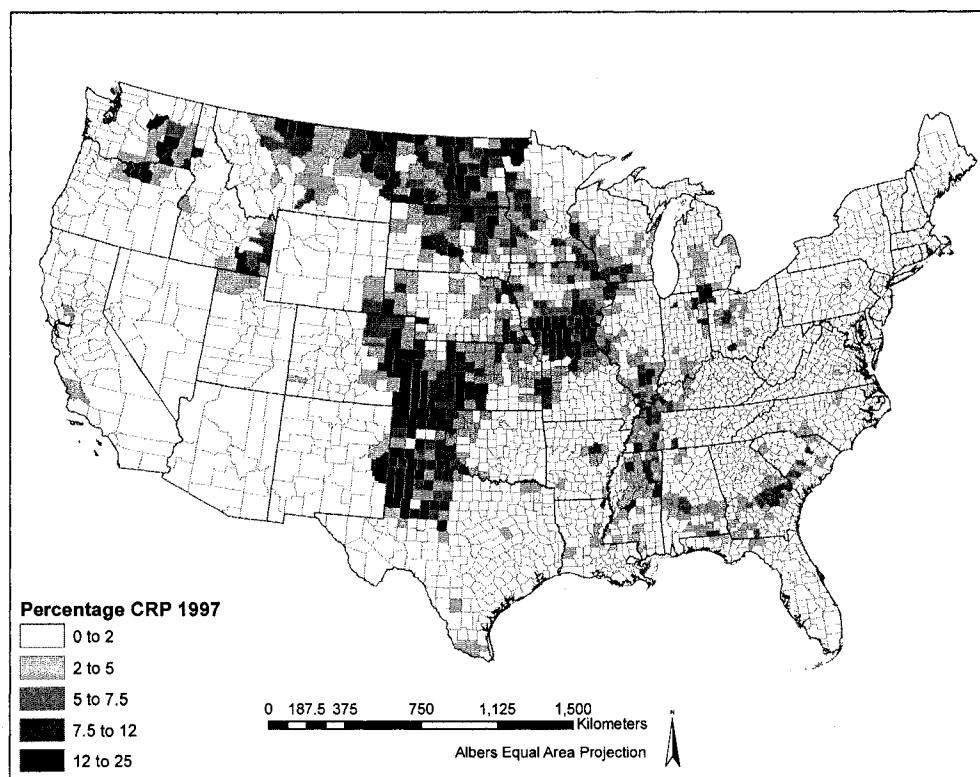 Percentage CRP 1997
0 to 2
2 to 5
5 to 7.5
7.5 to 12
12 to 25
0 187.5 375 750 1,125 1,500
Kilometers
Albers Equal Area Projection
N